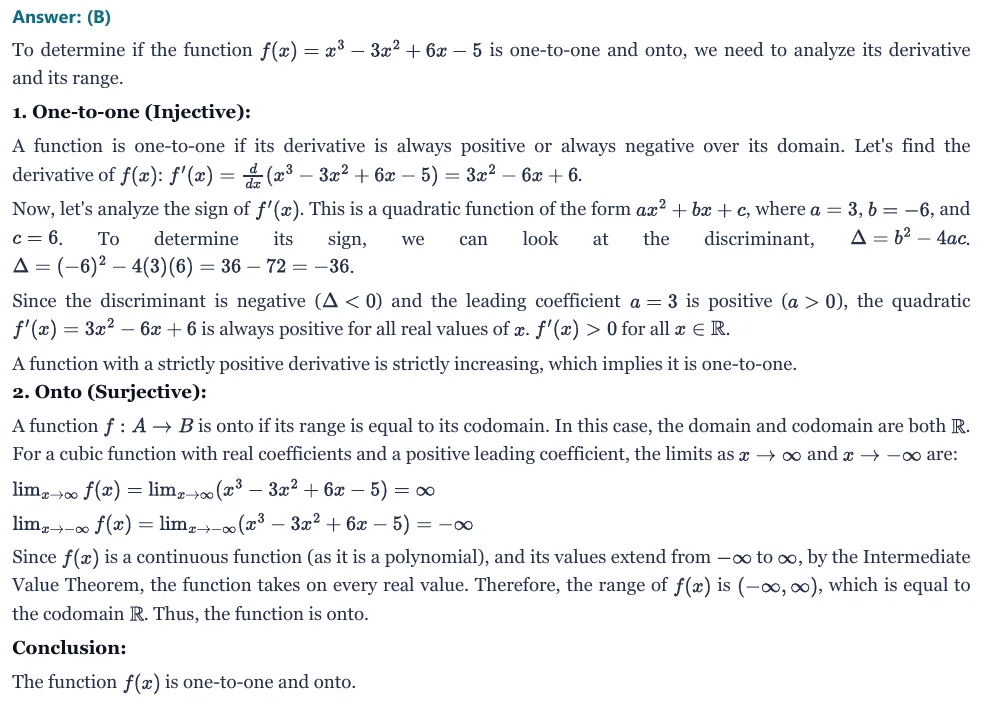 Answer: (B)
To determine if the function f(x) = x³ − 3x² + 6x − 5 is one-to-one and onto, we need to analyze its derivative
and its range.
1. One-to-one (Injective):
A function is one-to-one if its derivative is always positive or always negative over its domain. Let's find the
derivative of f(x): f′(x) = d/dx (x³ − 3x² + 6x − 5) = 3x² − 6x + 6.
Now, let's analyze the sign of f′(x). This is a quadratic function of the form ax² + bx + c, where a = 3, b = −6, and
c = 6. To determine its sign, we can look at the discriminant, Δ = b² − 4ac.
Δ = (−6)² − 4(3)(6) = 36 − 72 = −36.
Since the discriminant is negative (Δ < 0) and the leading coefficient a = 3 is positive (a > 0), the quadratic
f′(x) = 3x² − 6x + 6 is always positive for all real values of x. f′(x) > 0 for all x ∈ ℝ.
A function with a strictly positive derivative is strictly increasing, which implies it is one-to-one.
2. Onto (Surjective):
A function f : A → B is onto if its range is equal to its codomain. In this case, the domain and codomain are both ℝ.
For a cubic function with real coefficients and a positive leading coefficient, the limits as x → ∞ and x → −∞ are:
limₓ→∞ f(x) = limₓ→∞(x³ − 3x² + 6x − 5) = ∞
limₓ→−∞ f(x) = limₓ→−∞(x³ − 3x² + 6x − 5) = −∞
Since f(x) is a continuous function (as it is a polynomial), and its values extend from −∞ to ∞, by the Intermediate
Value Theorem, the function takes on every real value. Therefore, the range of f(x) is (−∞, ∞), which is equal to
the codomain ℝ. Thus, the function is onto.
Conclusion:
The function f(x) is one-to-one and onto.